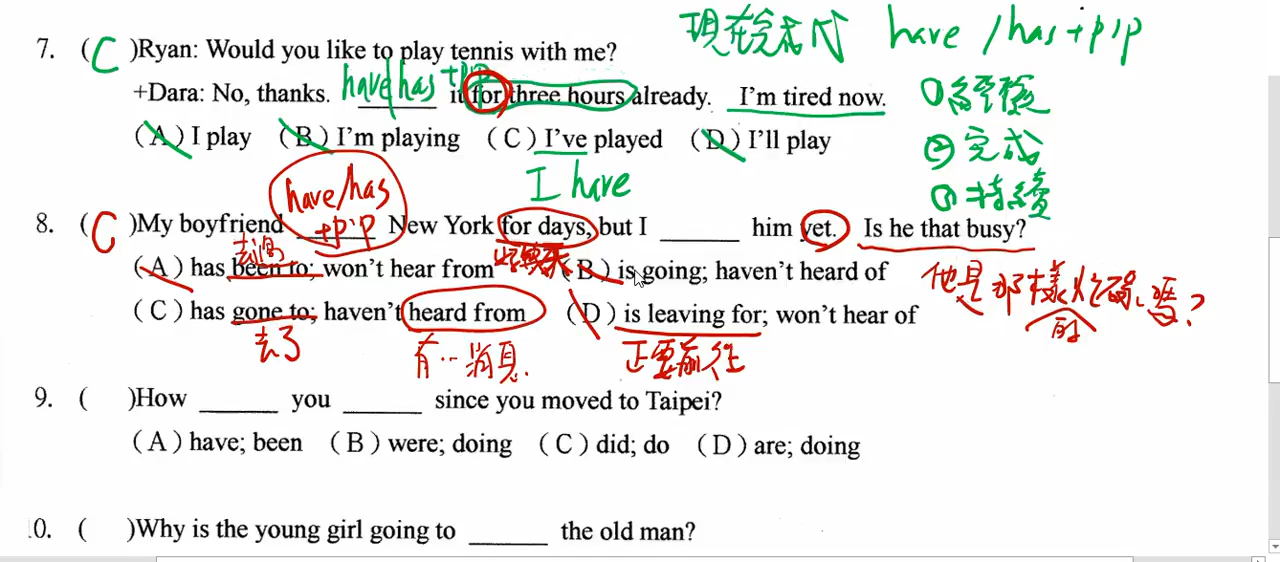 現在完成式 have / has + p.p
7. ( C )Ryan: Would you like to play tennis with me?
have/has + p.p
+Dara: No, thanks. ______ it for three hours already. I'm tired now.
①經驗
(A) I play (B) I'm playing (C) I've played (D) I'll play
②完成
I have
③持續
have/has
+p.p
8. ( C )My boyfriend ______ New York for days, but I ______ him yet. Is he that busy?
去過
(A) has been to; won't hear from (B) is going; haven't heard of
他是那樣忙碌嗎?
的
(C) has gone to; haven't heard from (D) is leaving for; won't hear of
去了 有‥消息. 正要前往
9. ( )How ______ you ______ since you moved to Taipei?
(A) have; been (B) were; doing (C) did; do (D) are; doing
0. ( )Why is the young girl going to ______ the old man?